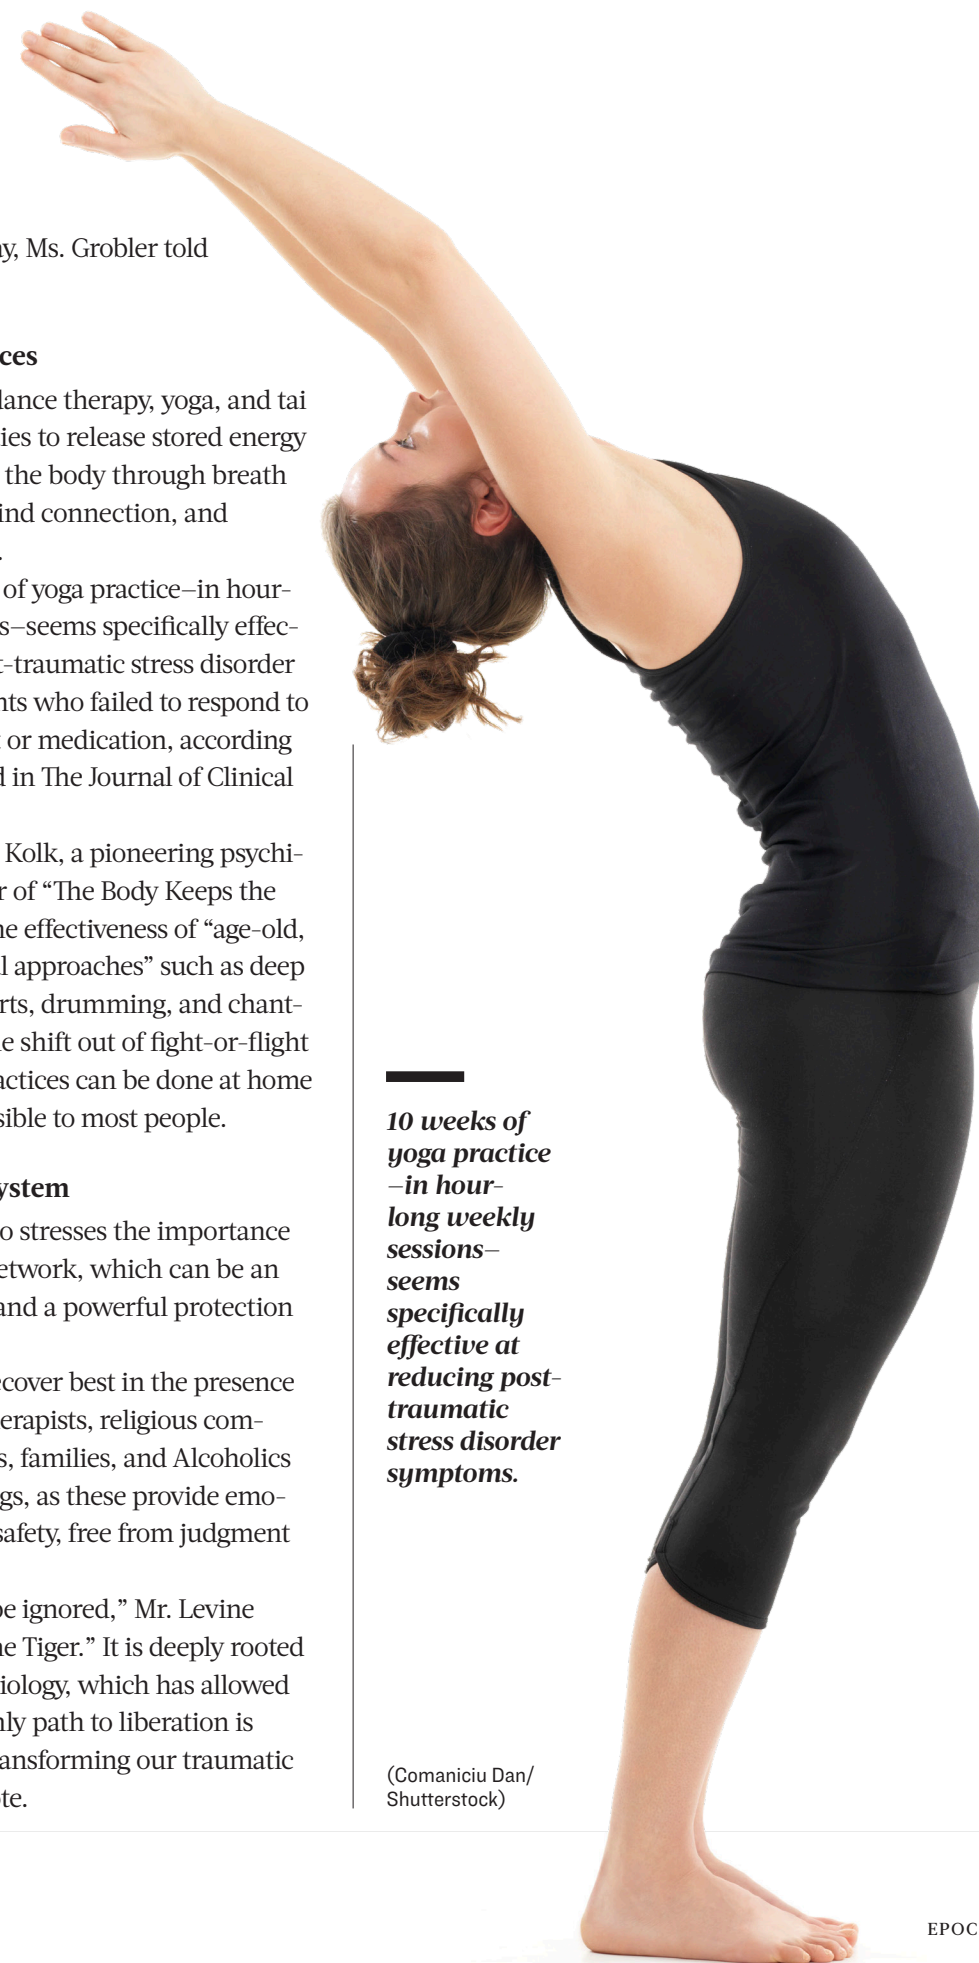 ay, Ms. Grobler told
ces
lance therapy, yoga, and tai
ies to release stored energy
the body through breath
ind connection, and
.
of yoga practice—in hour-
s—seems specifically effec-
t-traumatic stress disorder
nts who failed to respond to
t or medication, according
d in The Journal of Clinical
Kolk, a pioneering psychi-
r of “The Body Keeps the
he effectiveness of “age-old,
l approaches” such as deep
rts, drumming, and chant-
e shift out of fight-or-flight
actices can be done at home
sible to most people.
ystem
o stresses the importance
etwork, which can be an
and a powerful protection
ecover best in the presence
erapists, religious com-
s, families, and Alcoholics
gs, as these provide emo-
safety, free from judgment
be ignored,” Mr. Levine
he Tiger.” It is deeply rooted
iology, which has allowed
nly path to liberation is
ansforming our traumatic
te.
10 weeks of
yoga practice
—in hour-
long weekly
sessions—
seems
specifically
effective at
reducing post-
traumatic
stress disorder
symptoms.
(Comaniciu Dan/
Shutterstock)
EPOC